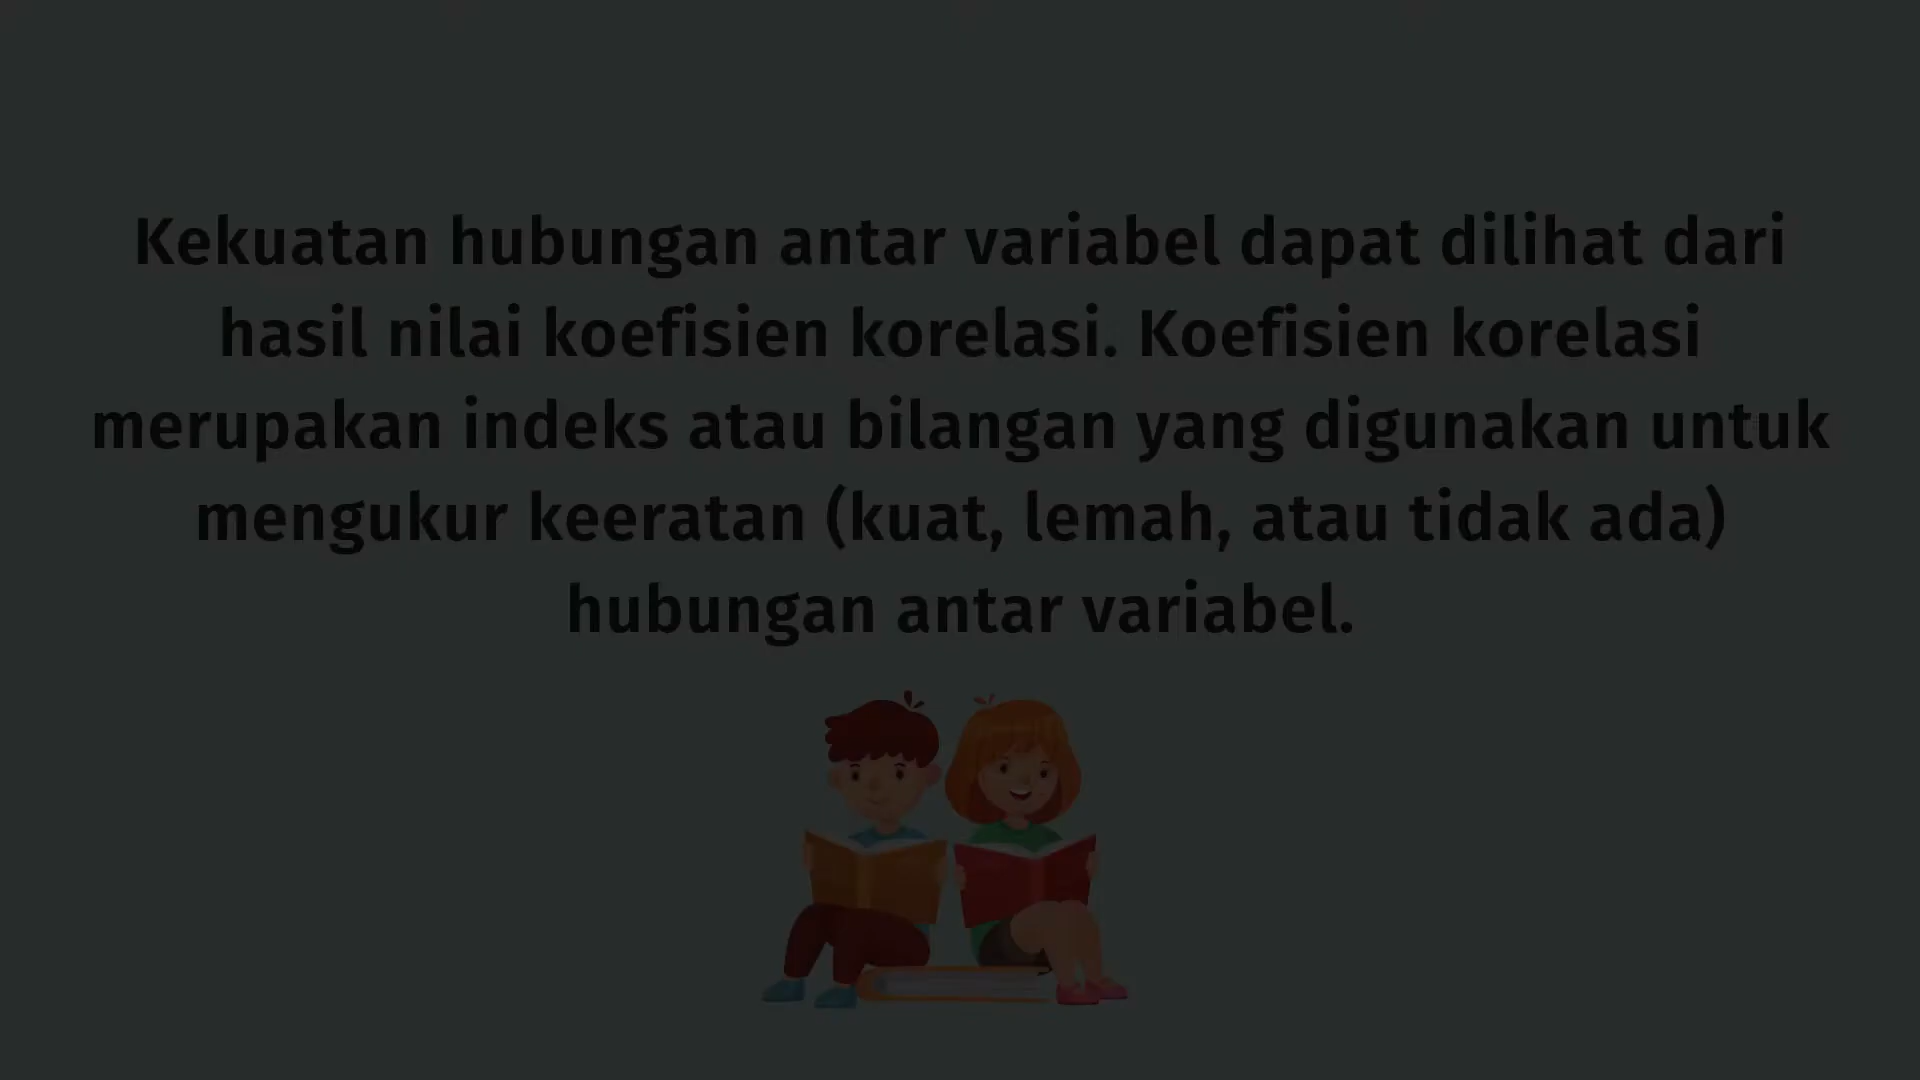 Kekuatan hubungan antar variabel dapat dilihat dari
hasil nilai koefisien korelasi. Koefisien korelasi
merupakan indeks atau bilangan yang digunakan untuk
mengukur keeratan (kuat, lemah, atau tidak ada)
hubungan antar variabel.